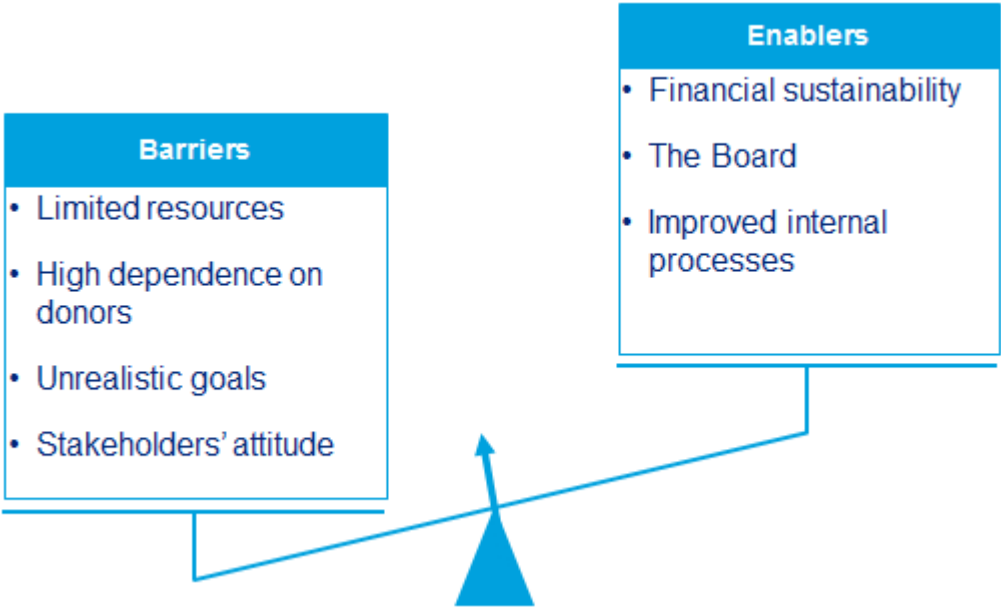 Barriers
• Limited resources
• High dependence on
donors
• Unrealistic goals
• Stakeholders’ attitude
Enablers
• Financial sustainability
• The Board
• Improved internal
processes